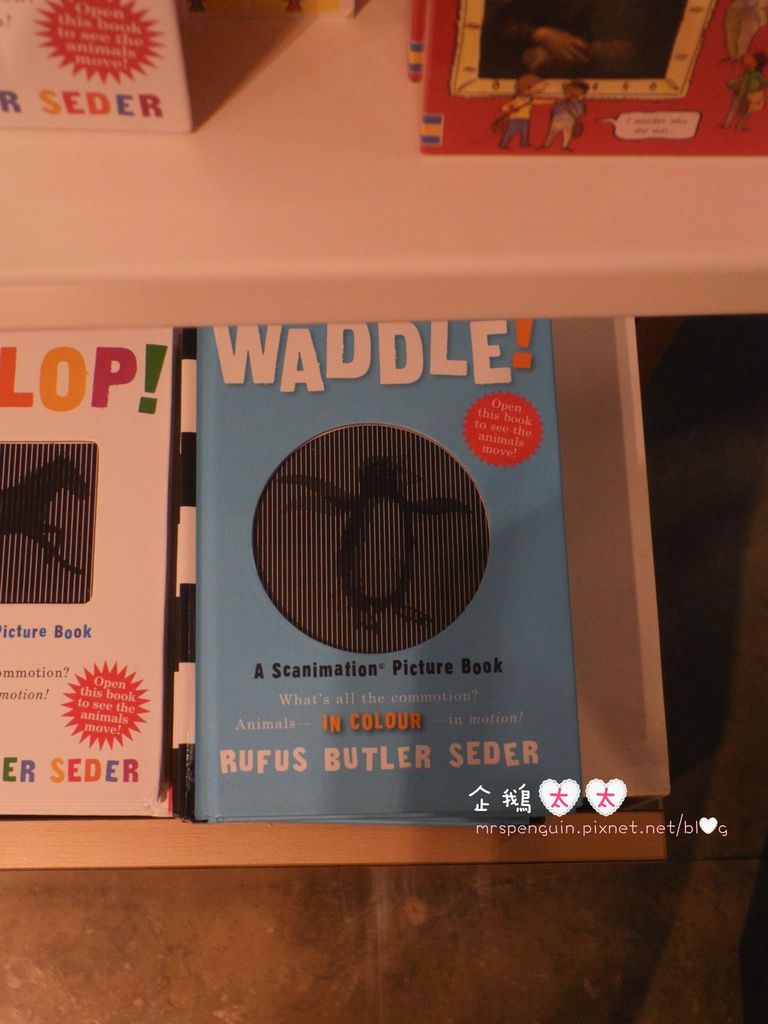 Open
this book
to see the
animals
move!
R SEDER
I wonder who
she was...
LOP!
Picture Book
ommotion?
motion!
Open
this book
to see the
animals
move!
ER SEDER
WADDLE!
Open
this book
to see the
animals
move!
A Scanimation® Picture Book
What's all the commotion?
Animals—IN COLOUR—in motion!
RUFUS BUTLER SEDER
企鵝太太
mrspenguin.pixnet.net/blog